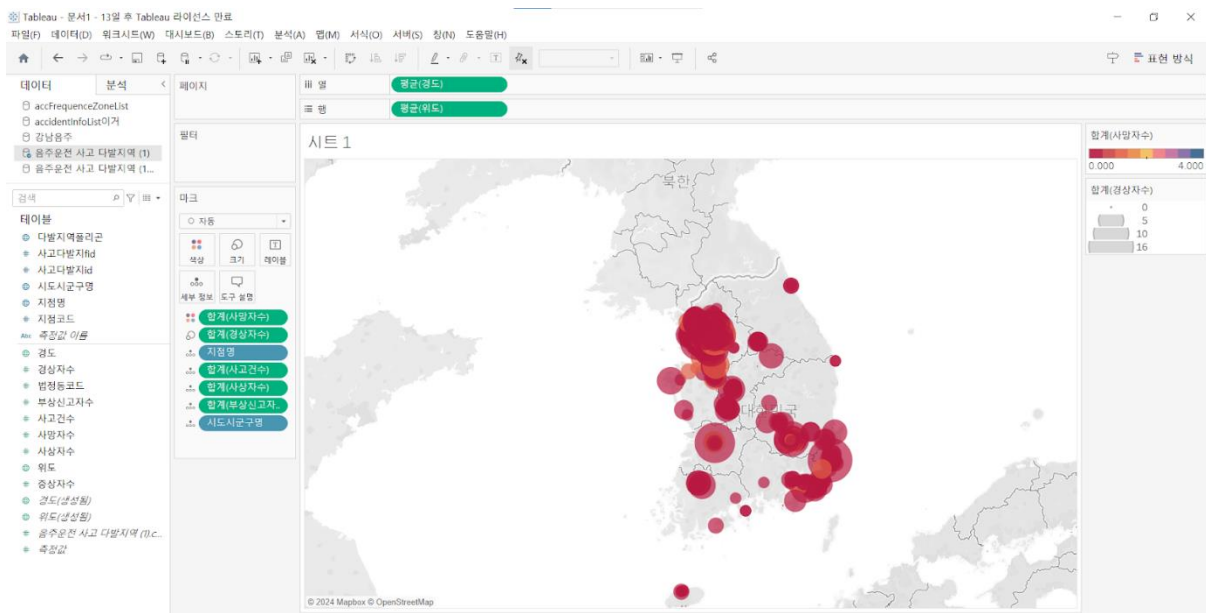 Tableau - 문서1 - 13일 후 Tableau 라이선스 만료
파일(F) 데이터(D) 워크시트(W) 대시보드(B) 스토리(T) 분석(A) 맵(M) 서식(O) 서버(S) 창(N) 도움말(H)
표현 방식
데이터 분석
accFrequenceZoneList
accidentInfoList이거
강남음주
음주운전 사고 다발지역 (1)
음주운전 사고 다발지역 (1...
검색
테이블
다발지역폴리곤
사고다발지fid
사고다발지id
시도시군구명
지점명
지점코드
Abc 측정값 이름
경도
경상자수
법정동코드
부상신고자수
사고건수
사망자수
사상자수
위도
중상자수
경도(생성됨)
위도(생성됨)
음주운전 사고 다발지역 (1).c...
측정값
페이지
필터
마크
자동
색상 크기 레이블
세부 정보 도구 설명
합계(사망자수)
합계(경상자수)
지점명
합계(사고건수)
합계(사상자수)
합계(부상신고자..
시도시군구명
열 평균(경도)
행 평균(위도)
시트 1
북한
대한민국
© 2024 Mapbox © OpenStreetMap
합계(사망자수)
0.000 4.000
합계(경상자수)
0
5
10
16